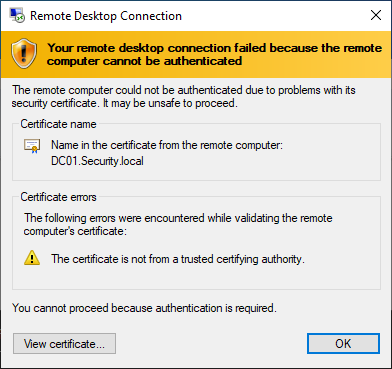 Remote Desktop Connection
Your remote desktop connection failed because the remote
computer cannot be authenticated
The remote computer could not be authenticated due to problems with its
security certificate. It may be unsafe to proceed.
Certificate name
Name in the certificate from the remote computer:
DC01.Security.local
Certificate errors
The following errors were encountered while validating the remote
computer's certificate:
The certificate is not from a trusted certifying authority.
You cannot proceed because authentication is required.
View certificate...
OK